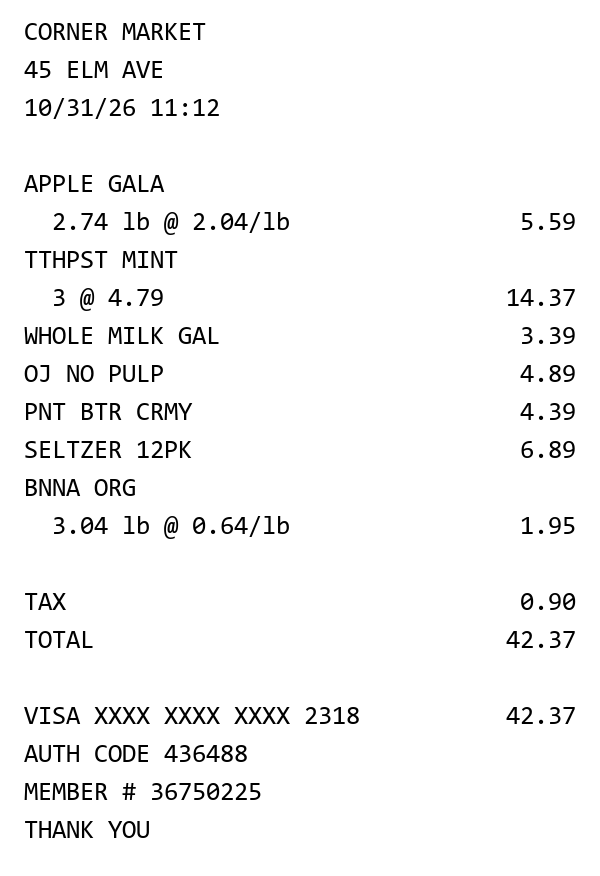 CORNER MARKET
45 ELM AVE
10/31/26 11:12
APPLE GALA
2.74 lb @ 2.04/lb 5.59
TTHPST MINT
3 @ 4.79 14.37
WHOLE MILK GAL 3.39
OJ NO PULP 4.89
PNT BTR CRMY 4.39
SELTZER 12PK 6.89
BNNA ORG
3.04 lb @ 0.64/lb 1.95
TAX 0.90
TOTAL 42.37
VISA XXXX XXXX XXXX 2318 42.37
AUTH CODE 436488
MEMBER # 36750225
THANK YOU